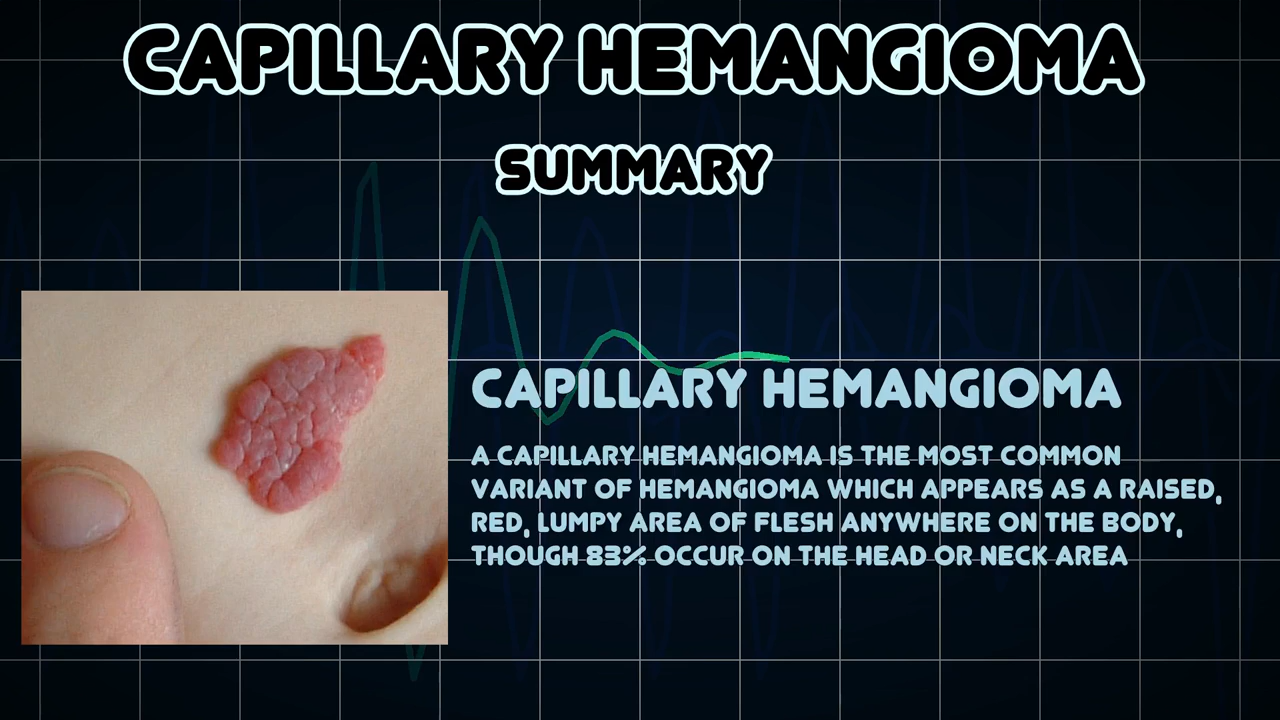 CAPILLARY HEMANGIOMA
SUMMARY
CAPILLARY HEMANGIOMA
A CAPILLARY HEMANGIOMA IS THE MOST COMMON
VARIANT OF HEMANGIOMA WHICH APPEARS AS A RAISED,
RED, LUMPY AREA OF FLESH ANYWHERE ON THE BODY,
THOUGH 83% OCCUR ON THE HEAD OR NECK AREA